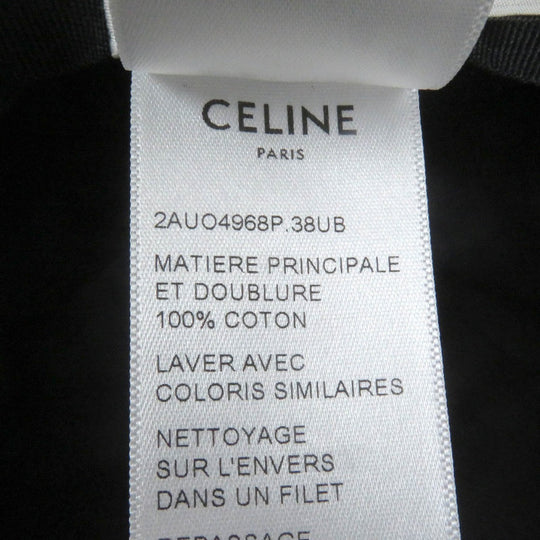 CELINE
PARIS
2AUO4968P.38UB
MATIERE PRINCIPALE
ET DOUBLURE
100% COTON
LAVER AVEC
COLORIS SIMILAIRES
NETTOYAGE
SUR L'ENVERS
DANS UN FILET
REPASSAGE